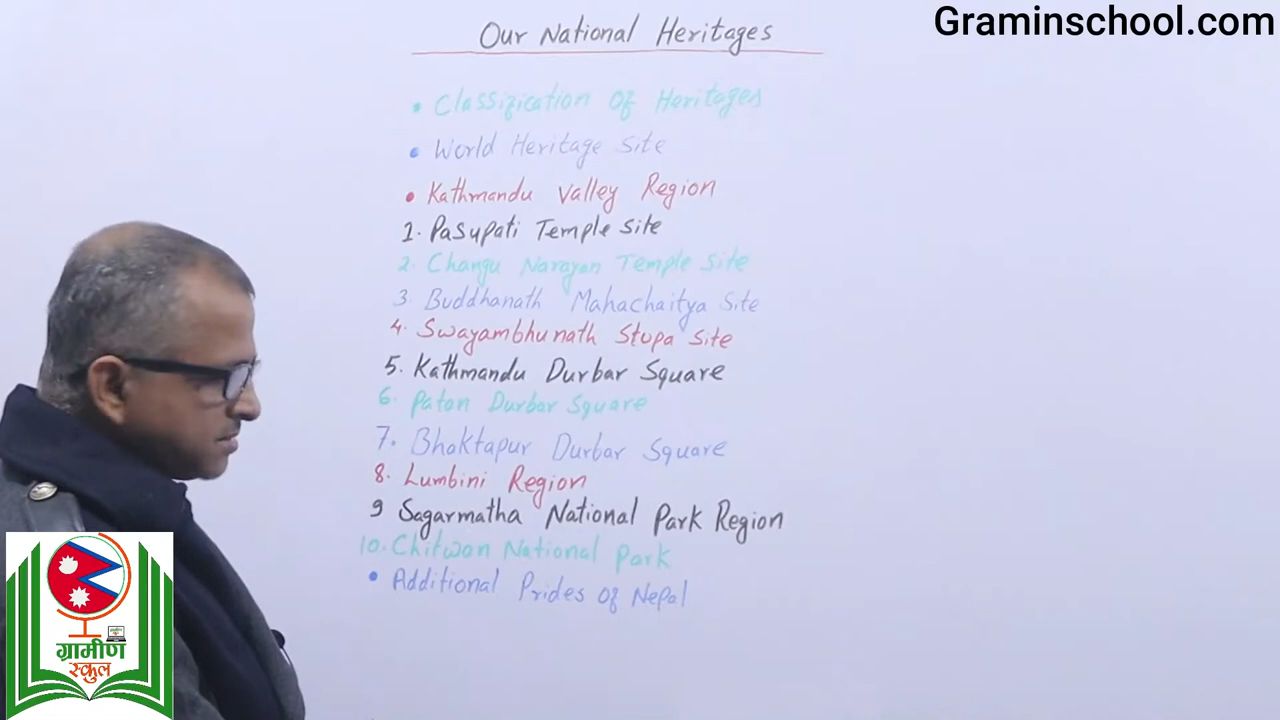 Graminschool.com
Our National Heritages
• Classification Of Heritages
• World Heritage Site
• Kathmandu Valley Region
1. Pasupati Temple site
2. Changu Narayan Temple Site
3. Buddhanath Mahachaitya Site
4. Swayambhunath Stupa Site
5. Kathmandu Durbar Square
6. Patan Durbar Square
7. Bhaktapur Durbar Square
8. Lumbini Region
9 Sagarmatha National Park Region
10. Chitwan National Park
• Additional Prides Of Nepal
ग्रामीण
स्कुल